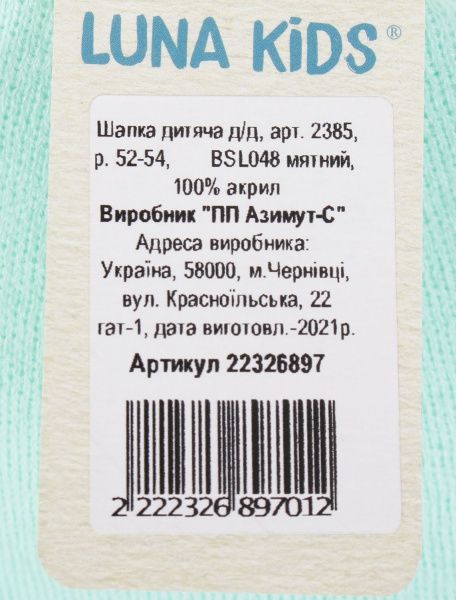 LUNA KiDS®
Шапка дитяча д/д, арт. 2385,
р. 52-54, BSL048 мятний,
100% акрил
Виробник "ПП Азимут-С"
Адреса виробника:
Україна, 58000, м.Чернівці,
вул. Красноїльська, 22
гат-1, дата виготовл.-2021р.
Артикул 22326897
2 222326 897012